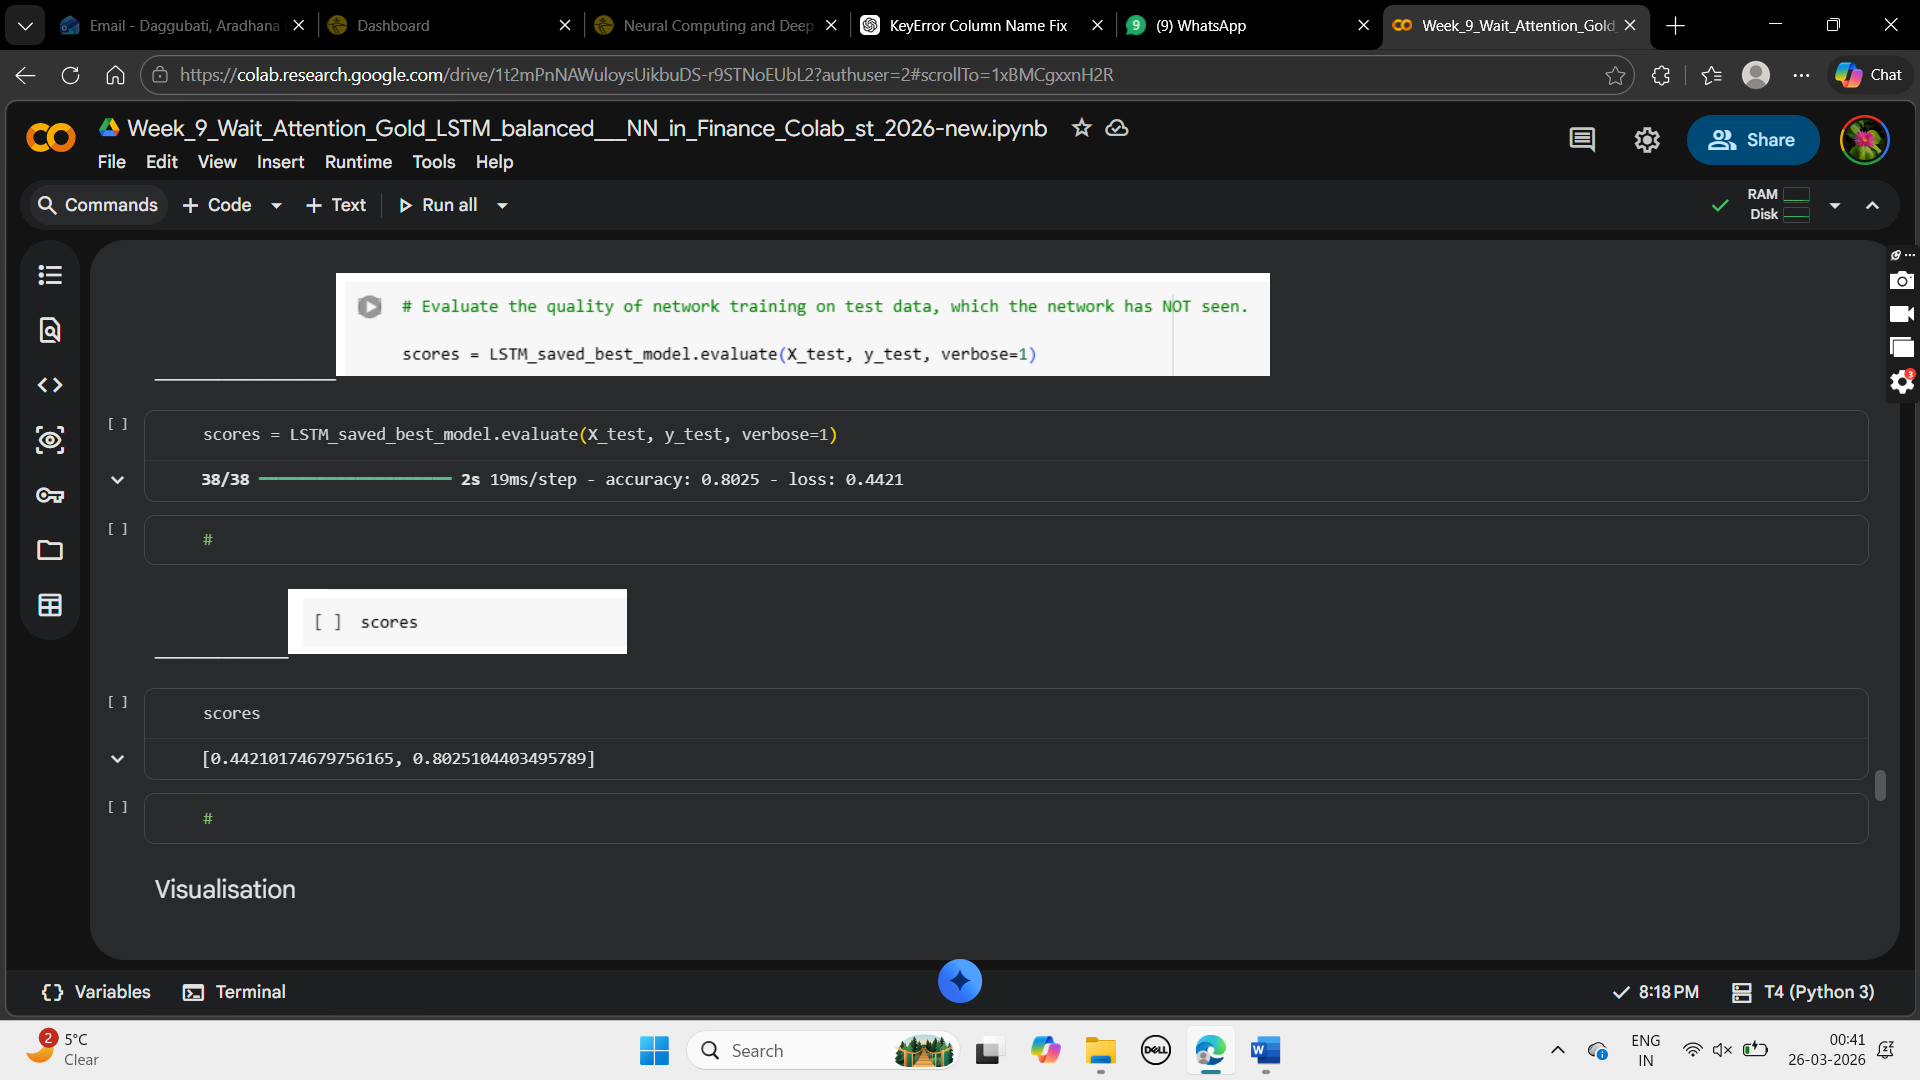 Email - Daggubati, Aradhana
Dashboard
Neural Computing and Deep
KeyError Column Name Fix
9 (9) WhatsApp
Week_9_Wait_Attention_Gold_
https://colab.research.google.com/drive/1t2mPnNAWuloysUikbuDS-r9STNoEUbL2?authuser=2#scrollTo=1xBMCgxxnH2R
Chat
Week_9_Wait_Attention_Gold_LSTM_balanced___NN_in_Finance_Colab_st_2026-new.ipynb
File Edit View Insert Runtime Tools Help
Share
Commands + Code + Text Run all
RAM
Disk
# Evaluate the quality of network training on test data, which the network has NOT seen.
scores = LSTM_saved_best_model.evaluate(X_test, y_test, verbose=1)
3
[ ] scores = LSTM_saved_best_model.evaluate(X_test, y_test, verbose=1)
38/38 2s 19ms/step - accuracy: 0.8025 - loss: 0.4421
[ ] #
[ ] scores
[ ] scores
[0.44210174679756165, 0.8025104403495789]
[ ] #
Visualisation
{} Variables Terminal
8:18 PM T4 (Python 3)
2 5°C
Clear
Search
DELL
W
ENG
IN
00:41
26-03-2026